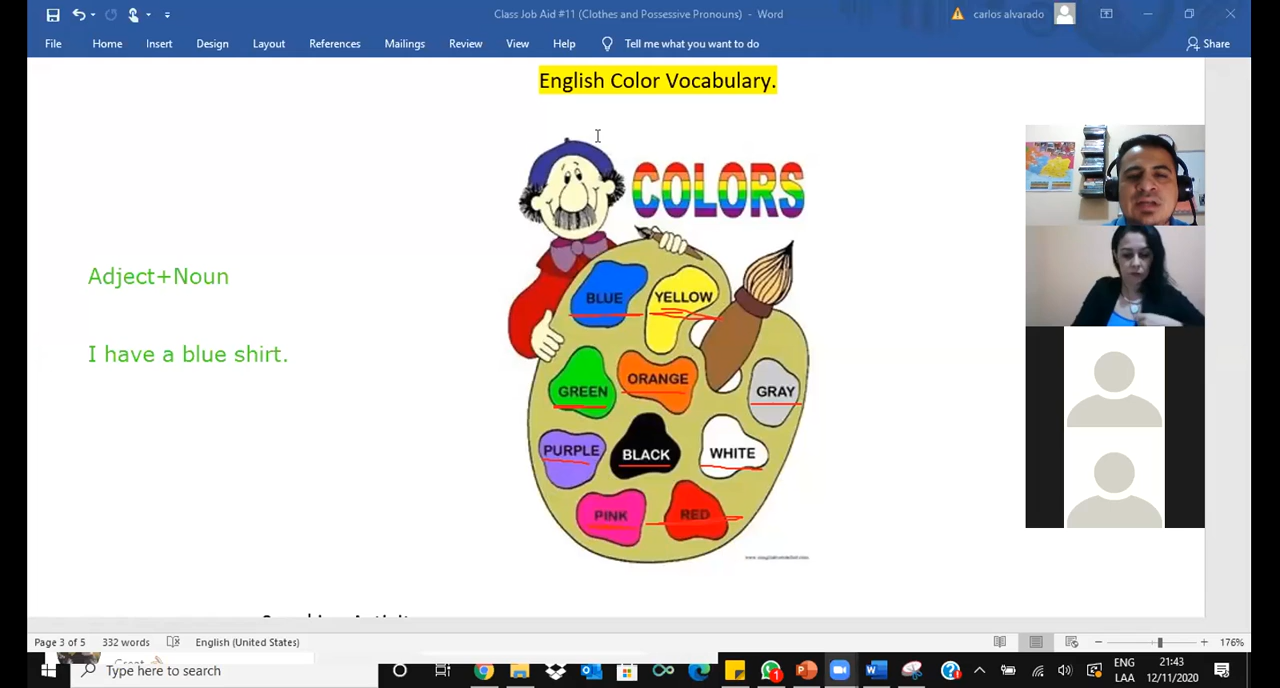 Class Job Aid #11 (Clothes and Possessive Pronouns) - Word
carlos alvarado
File Home Insert Design Layout References Mailings Review View Help Tell me what you want to do Share
English Color Vocabulary.
COLORS
Adject+Noun
I have a blue shirt.
BLUE YELLOW
GREEN ORANGE GRAY
PURPLE BLACK WHITE
PINK RED
Page 3 of 5 332 words English (United States) 176%
Type here to search
1
ENG
LAA
21:43
12/11/2020